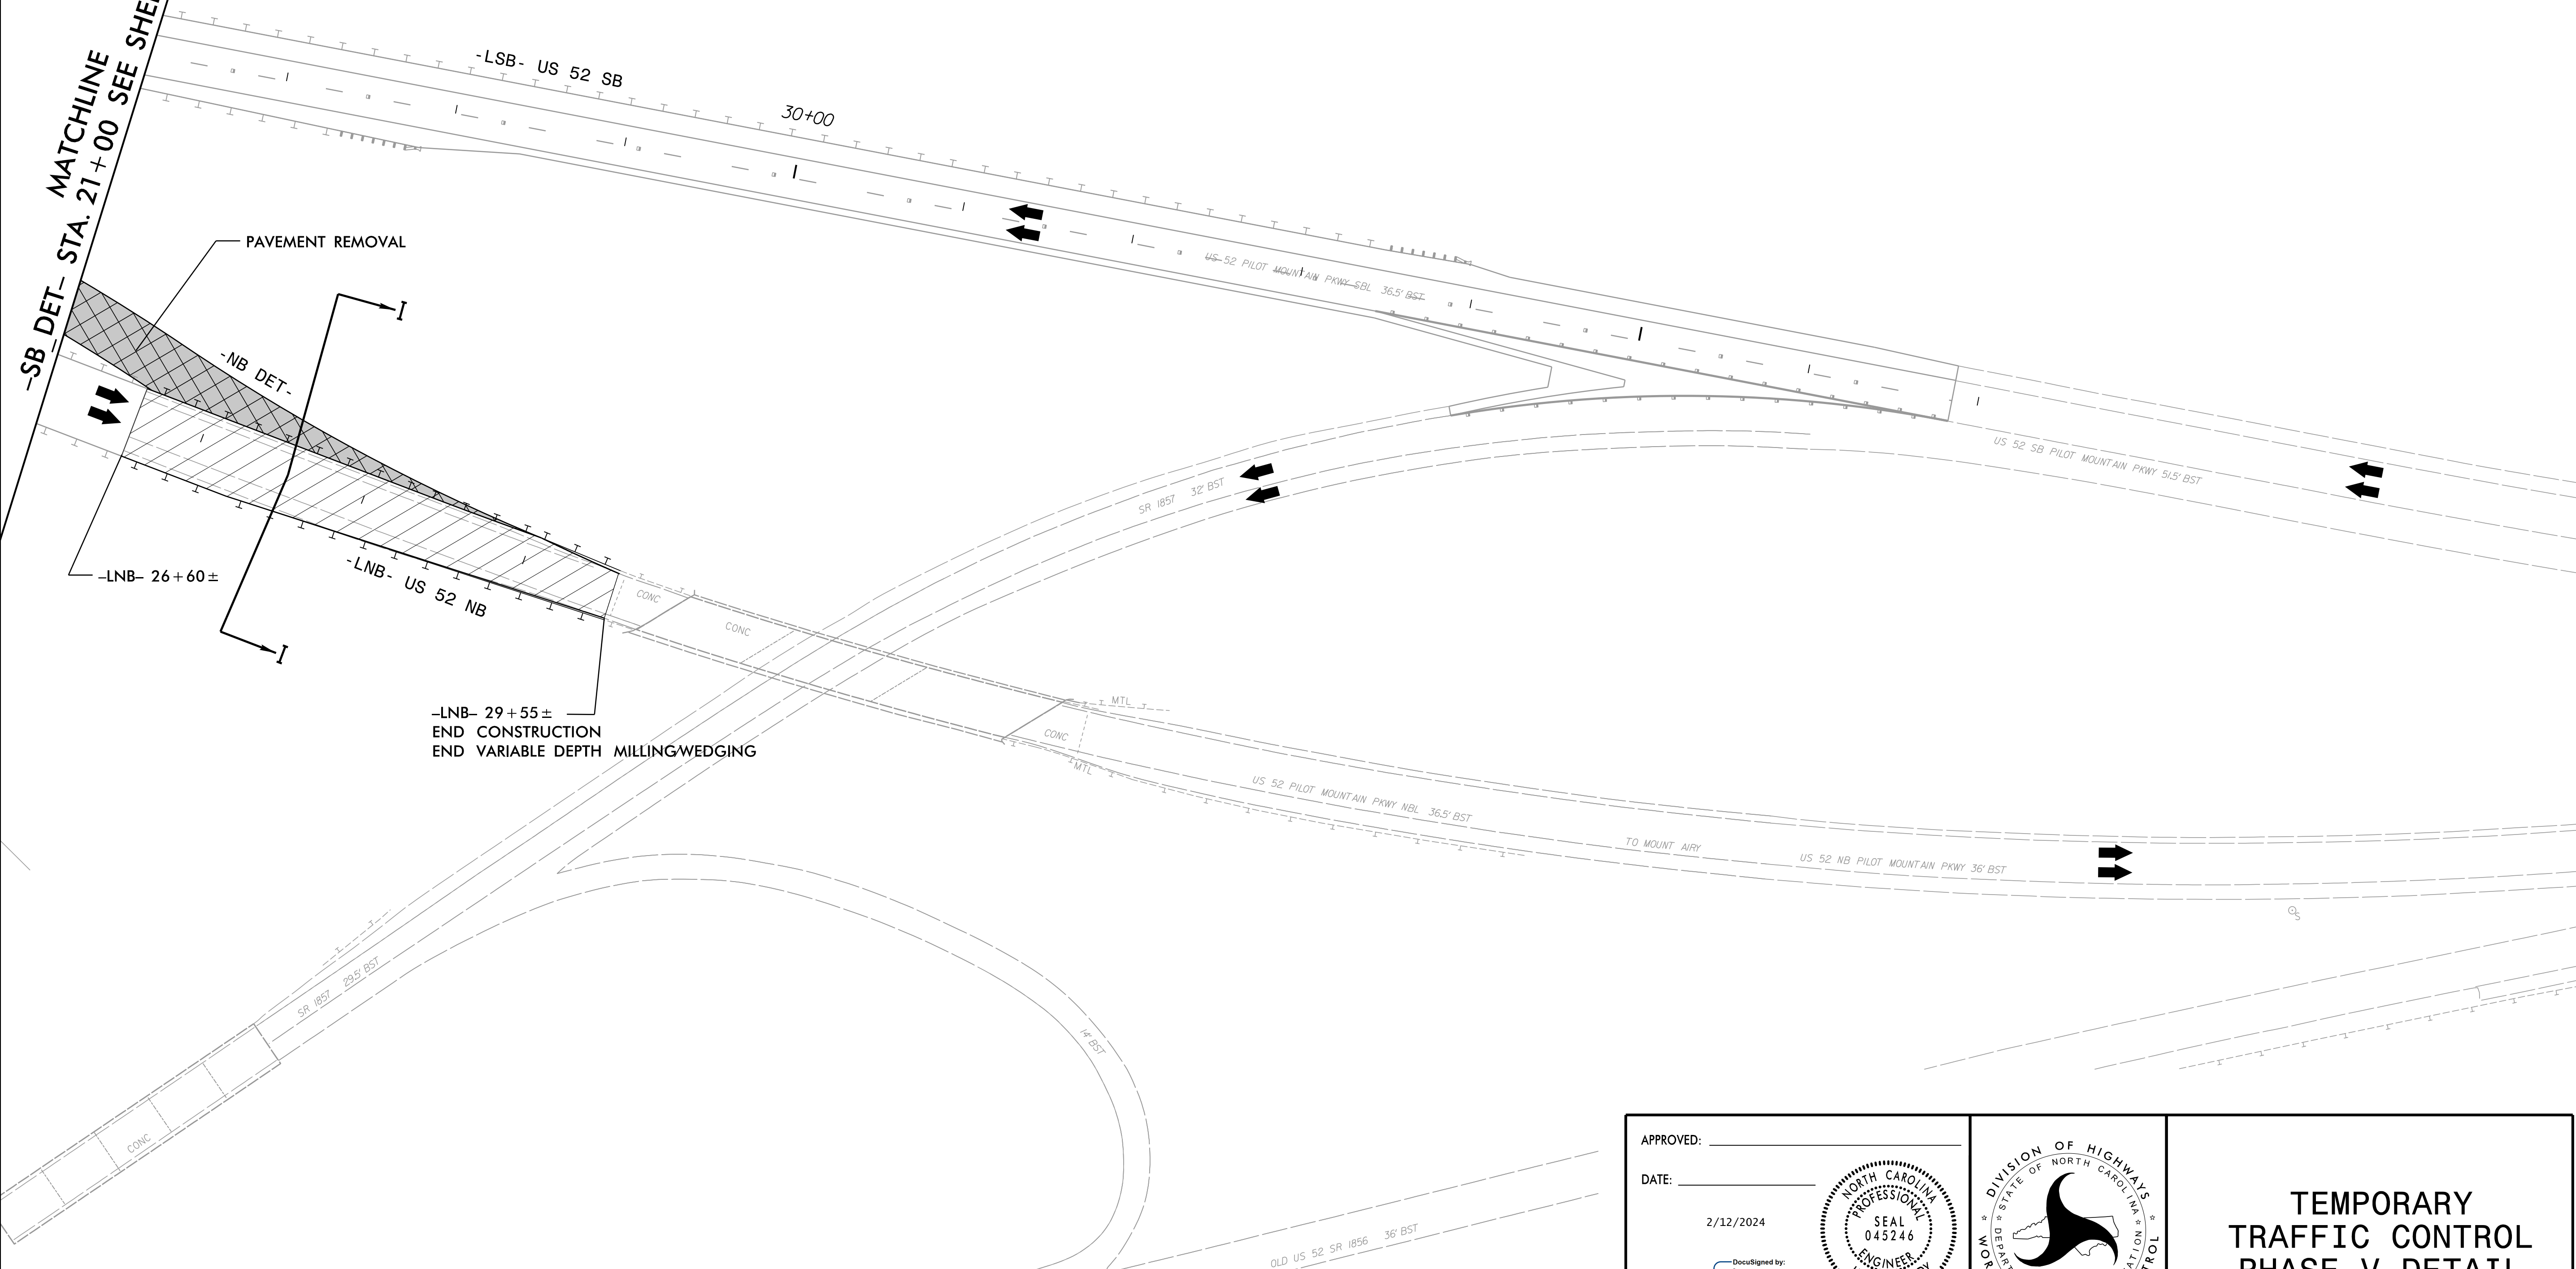 MATCHLINE
-SB_DET- STA. 21+00 SEE
-LSB- US 52 SB
30+00
PAVEMENT REMOVAL
I
-NB DET-
US 52 PILOT MOUNTAIN PKWY SBL 36.5' BST
US 52 SB PILOT MOUNTAIN PKWY 51.5' BST
SR 1857 32' BST
-LNB- 26+60±
-LNB- US 52 NB
I
CONC
CONC
-LNB- 29+55±
END CONSTRUCTION
END VARIABLE DEPTH MILLING/WEDGING
MTL
CONC
MTL
US 52 PILOT MOUNTAIN PKWY NBL 36.5' BST
TO MOUNT AIRY
US 52 NB PILOT MOUNTAIN PKWY 36' BST
S
SR 1857 29.5' BST
14' BST
CONC
OLD US 52 SR 1856 36' BST
APPROVED:
DATE:
2/12/2024
DocuSigned by:
NORTH CAROLINA
PROFESSIONAL
SEAL
045246
ENGINEER
DIVISION OF HIGHWAYS
STATE OF NORTH CAROLINA
TEMPORARY
TRAFFIC CONTROL
PHASE V DETAIL